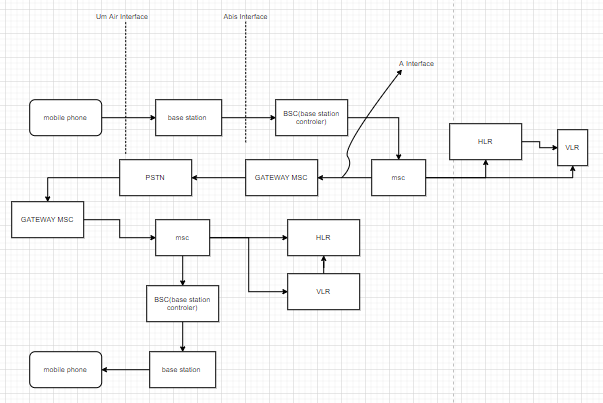 Um Air Interface
Abis Interface
A Interface
mobile phone
base station
BSC(base station
controler)
HLR
VLR
PSTN
GATEWAY MSC
msc
GATEWAY MSC
msc
HLR
BSC(base station
controler)
VLR
mobile phone
base station